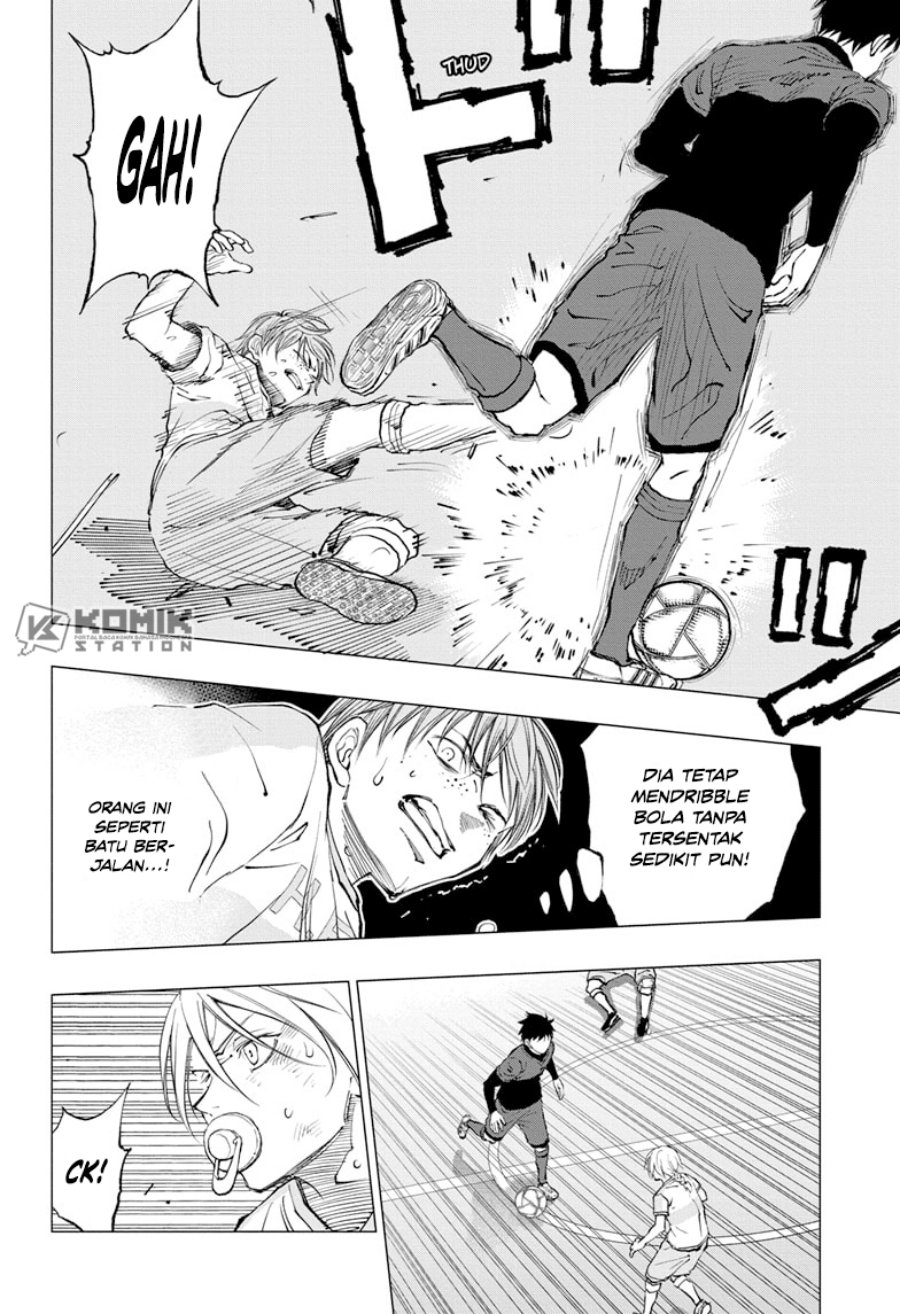 THUD
ド
GAH!
KOMIK
STATION
DIA TETAP
MENDRIBBLE
BOLA TANPA
TERSENTAK
SEDIKIT PUN!
ORANG INI
SEPERTI
BATU BER-
JALAN...!
CK!